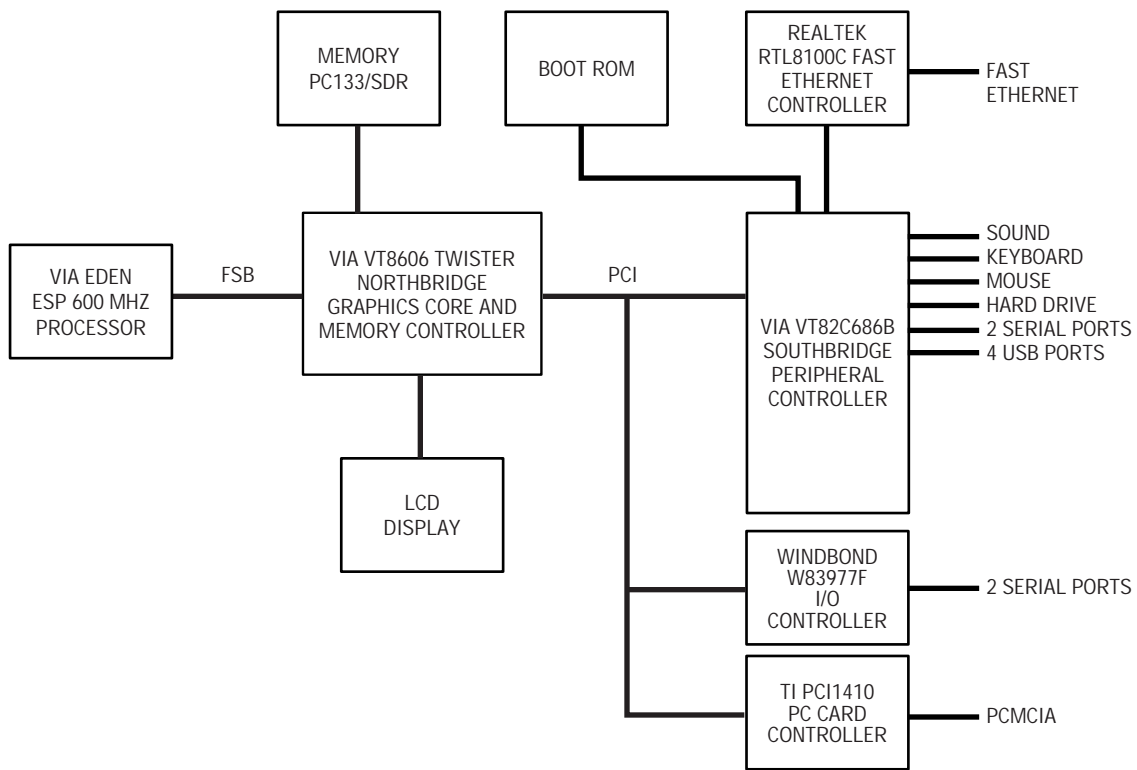 MEMORY
PC133/SDR
BOOT ROM
REALTEK
RTL8100C FAST
ETHERNET
CONTROLLER
FAST
ETHERNET
VIA EDEN
ESP 600 MHZ
PROCESSOR
FSB
VIA VT8606 TWISTER
NORTHBRIDGE
GRAPHICS CORE AND
MEMORY CONTROLLER
PCI
VIA VT82C686B
SOUTHBRIDGE
PERIPHERAL
CONTROLLER
SOUND
KEYBOARD
MOUSE
HARD DRIVE
2 SERIAL PORTS
4 USB PORTS
LCD
DISPLAY
WINDBOND
W83977F
I/O
CONTROLLER
2 SERIAL PORTS
TI PCI1410
PC CARD
CONTROLLER
PCMCIA